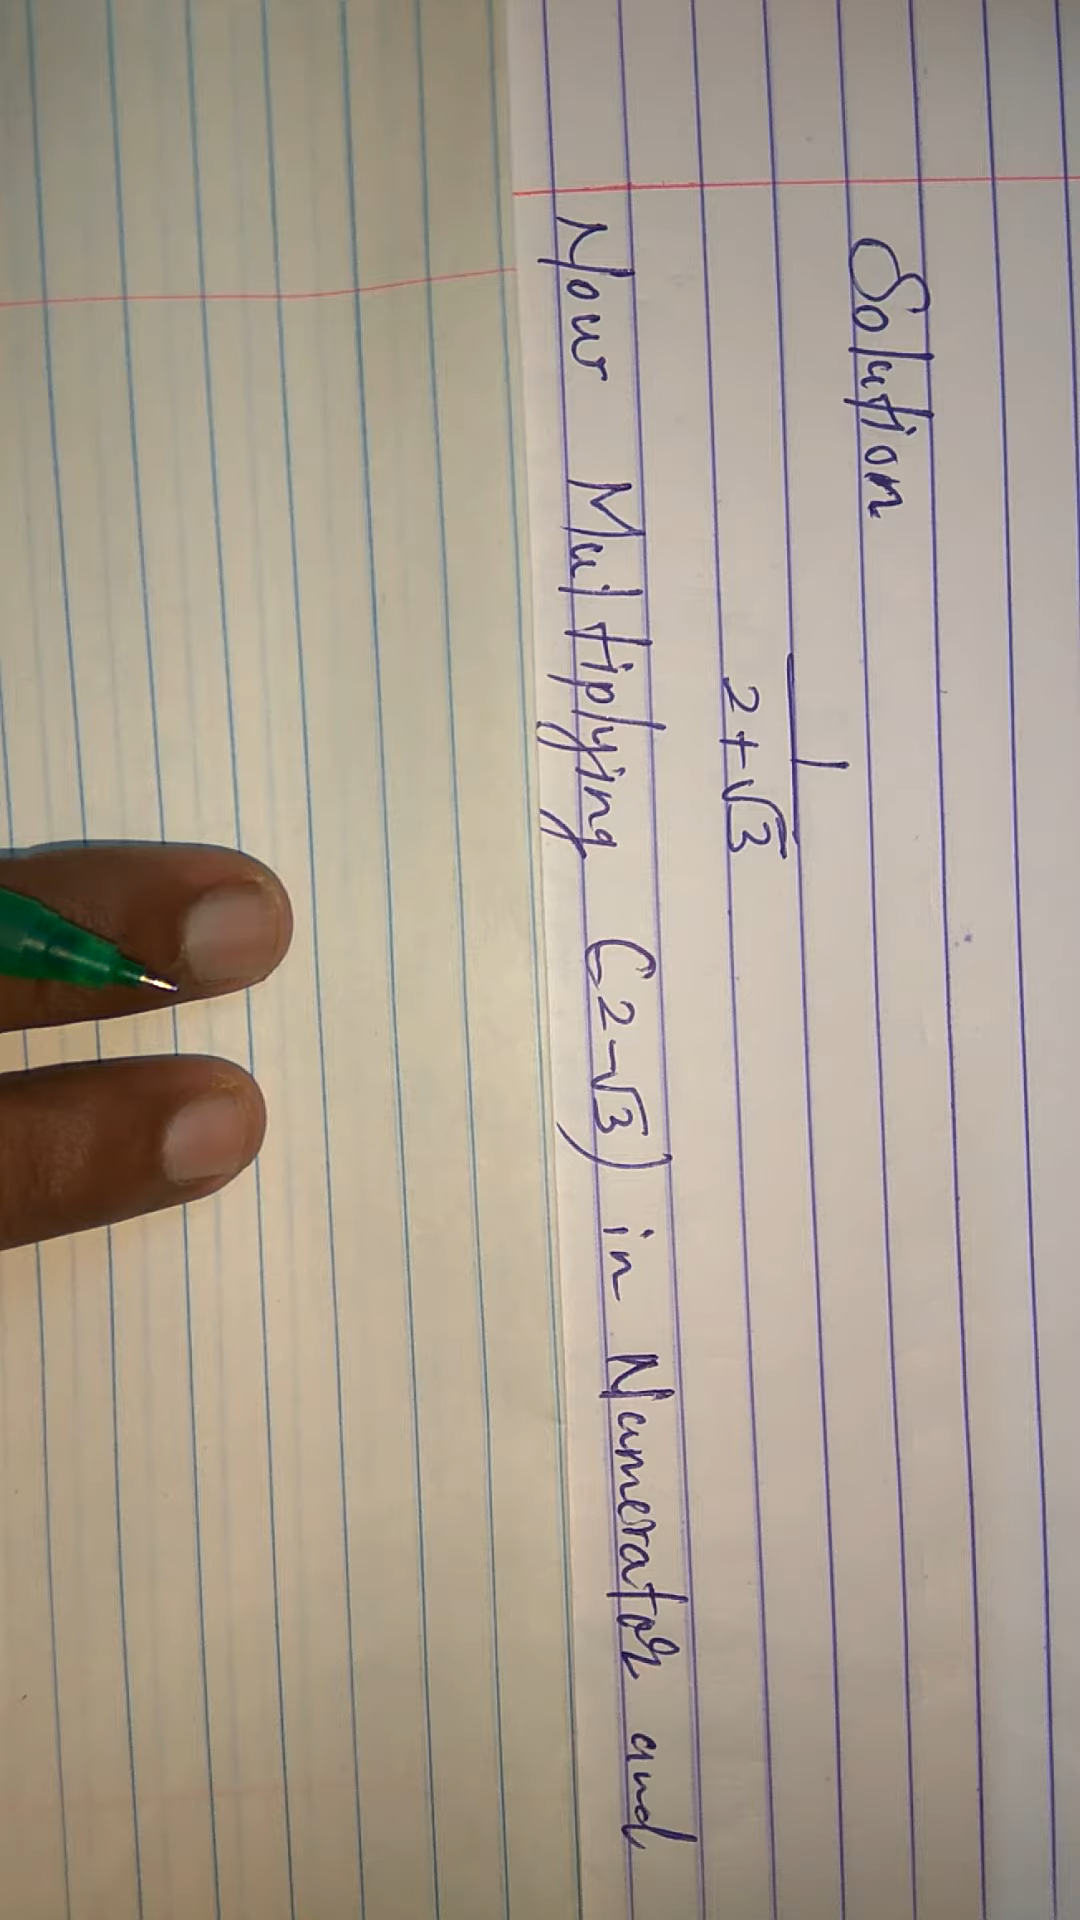 Solution
1
2+√3
Now Multiplying (2-√3) in Numerator and